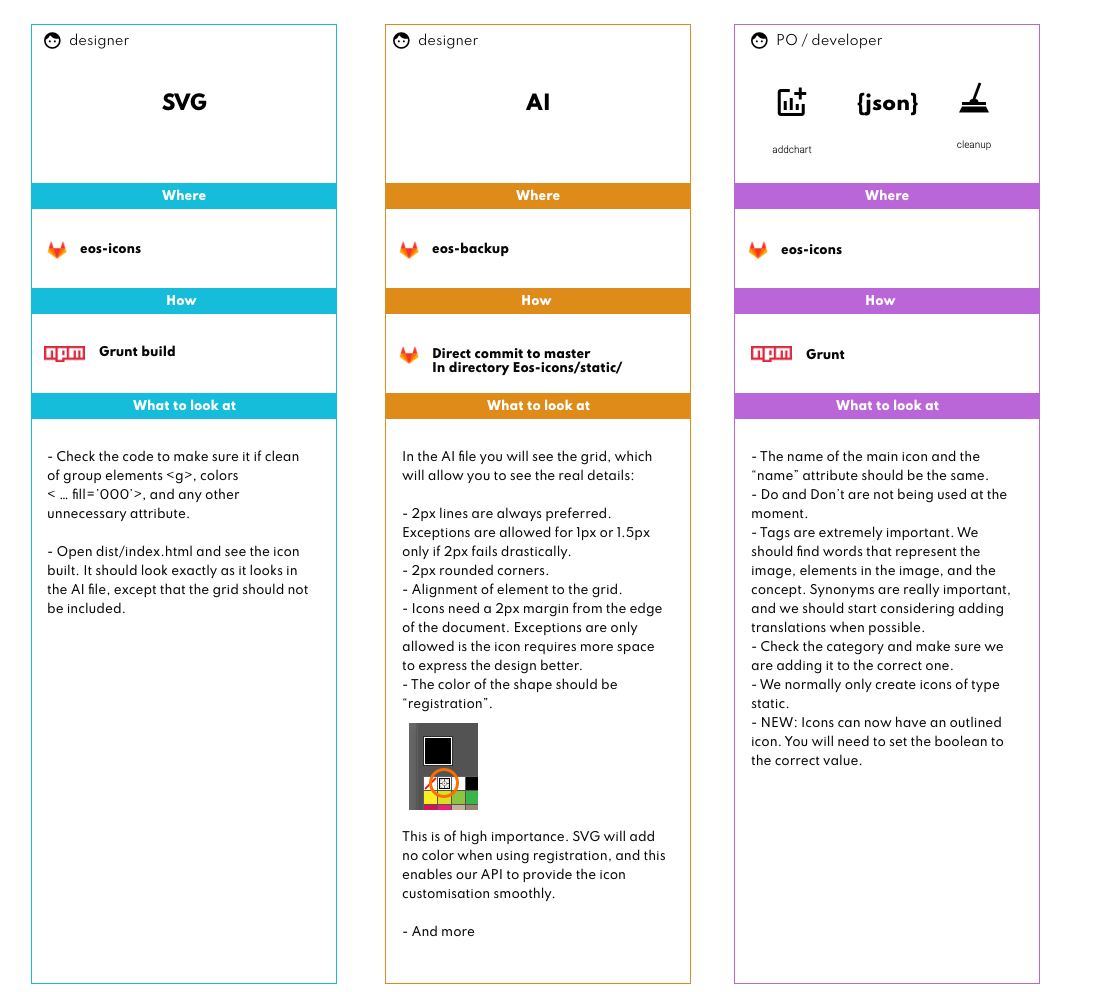 designer
SVG
Where
eos-icons
How
npm Grunt build
What to look at
- Check the code to make sure it if clean
of group elements <g>, colors
< ... fill='000'>, and any other
unnecessary attribute.
- Open dist/index.html and see the icon
built. It should look exactly as it looks in
the AI file, except that the grid should not
be included.
designer
AI
Where
eos-backup
How
Direct commit to master
In directory Eos-icons/static/
What to look at
In the AI file you will see the grid, which
will allow you to see the real details:
- 2px lines are always preferred.
Exceptions are allowed for 1px or 1.5px
only if 2px fails drastically.
- 2px rounded corners.
- Alignment of element to the grid.
- Icons need a 2px margin from the edge
of the document. Exceptions are only
allowed is the icon requires more space
to express the design better.
- The color of the shape should be
“registration”.
This is of high importance. SVG will add
no color when using registration, and this
enables our API to provide the icon
customisation smoothly.
- And more
PO / developer
{json}
addchart
cleanup
Where
eos-icons
How
npm Grunt
What to look at
- The name of the main icon and the
“name” attribute should be the same.
- Do and Don't are not being used at the
moment.
- Tags are extremely important. We
should find words that represent the
image, elements in the image, and the
concept. Synonyms are really important,
and we should start considering adding
translations when possible.
- Check the category and make sure we
are adding it to the correct one.
- We normally only create icons of type
static.
- NEW: Icons can now have an outlined
icon. You will need to set the boolean to
the correct value.